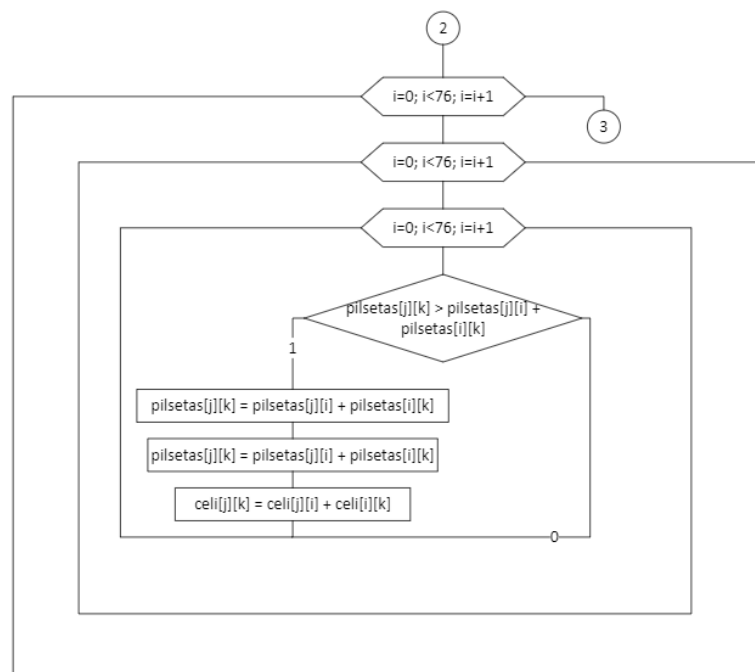 2
i=0; i<76; i=i+1
3
i=0; i<76; i=i+1
i=0; i<76; i=i+1
pilsetas[j][k] > pilsetas[j][i] +
pilsetas[i][k]
1
pilsetas[j][k] = pilsetas[j][i] + pilsetas[i][k]
pilsetas[j][k] = pilsetas[j][i] + pilsetas[i][k]
celi[j][k] = celi[j][i] + celi[i][k]
0